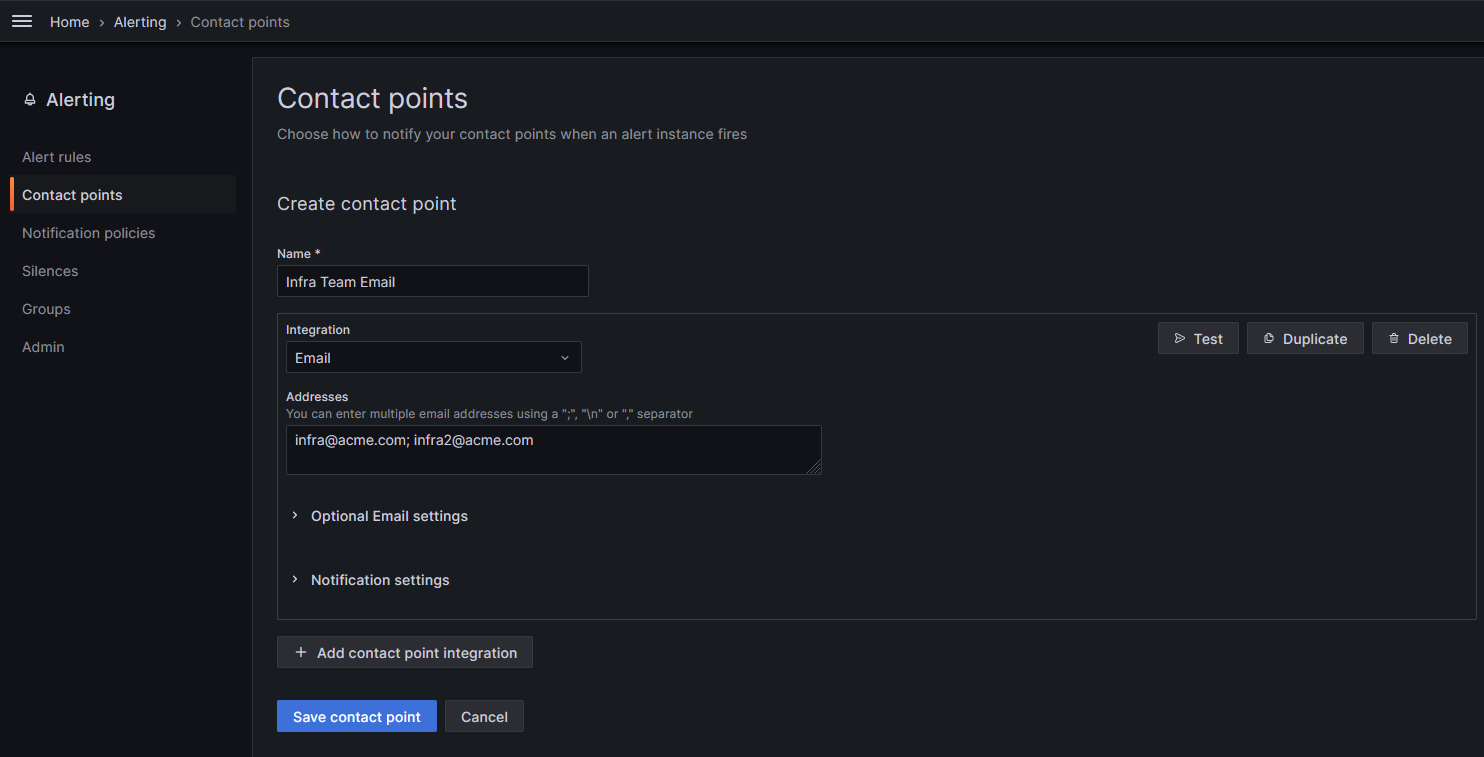 Home › Alerting › Contact points
Alerting
Alert rules
Contact points
Notification policies
Silences
Groups
Admin
Contact points
Choose how to notify your contact points when an alert instance fires
Create contact point
Name *
Infra Team Email
Integration
Email
Test
Duplicate
Delete
Addresses
You can enter multiple email addresses using a ";", "\n" or "," separator
infra@acme.com; infra2@acme.com
Optional Email settings
Notification settings
+ Add contact point integration
Save contact point
Cancel